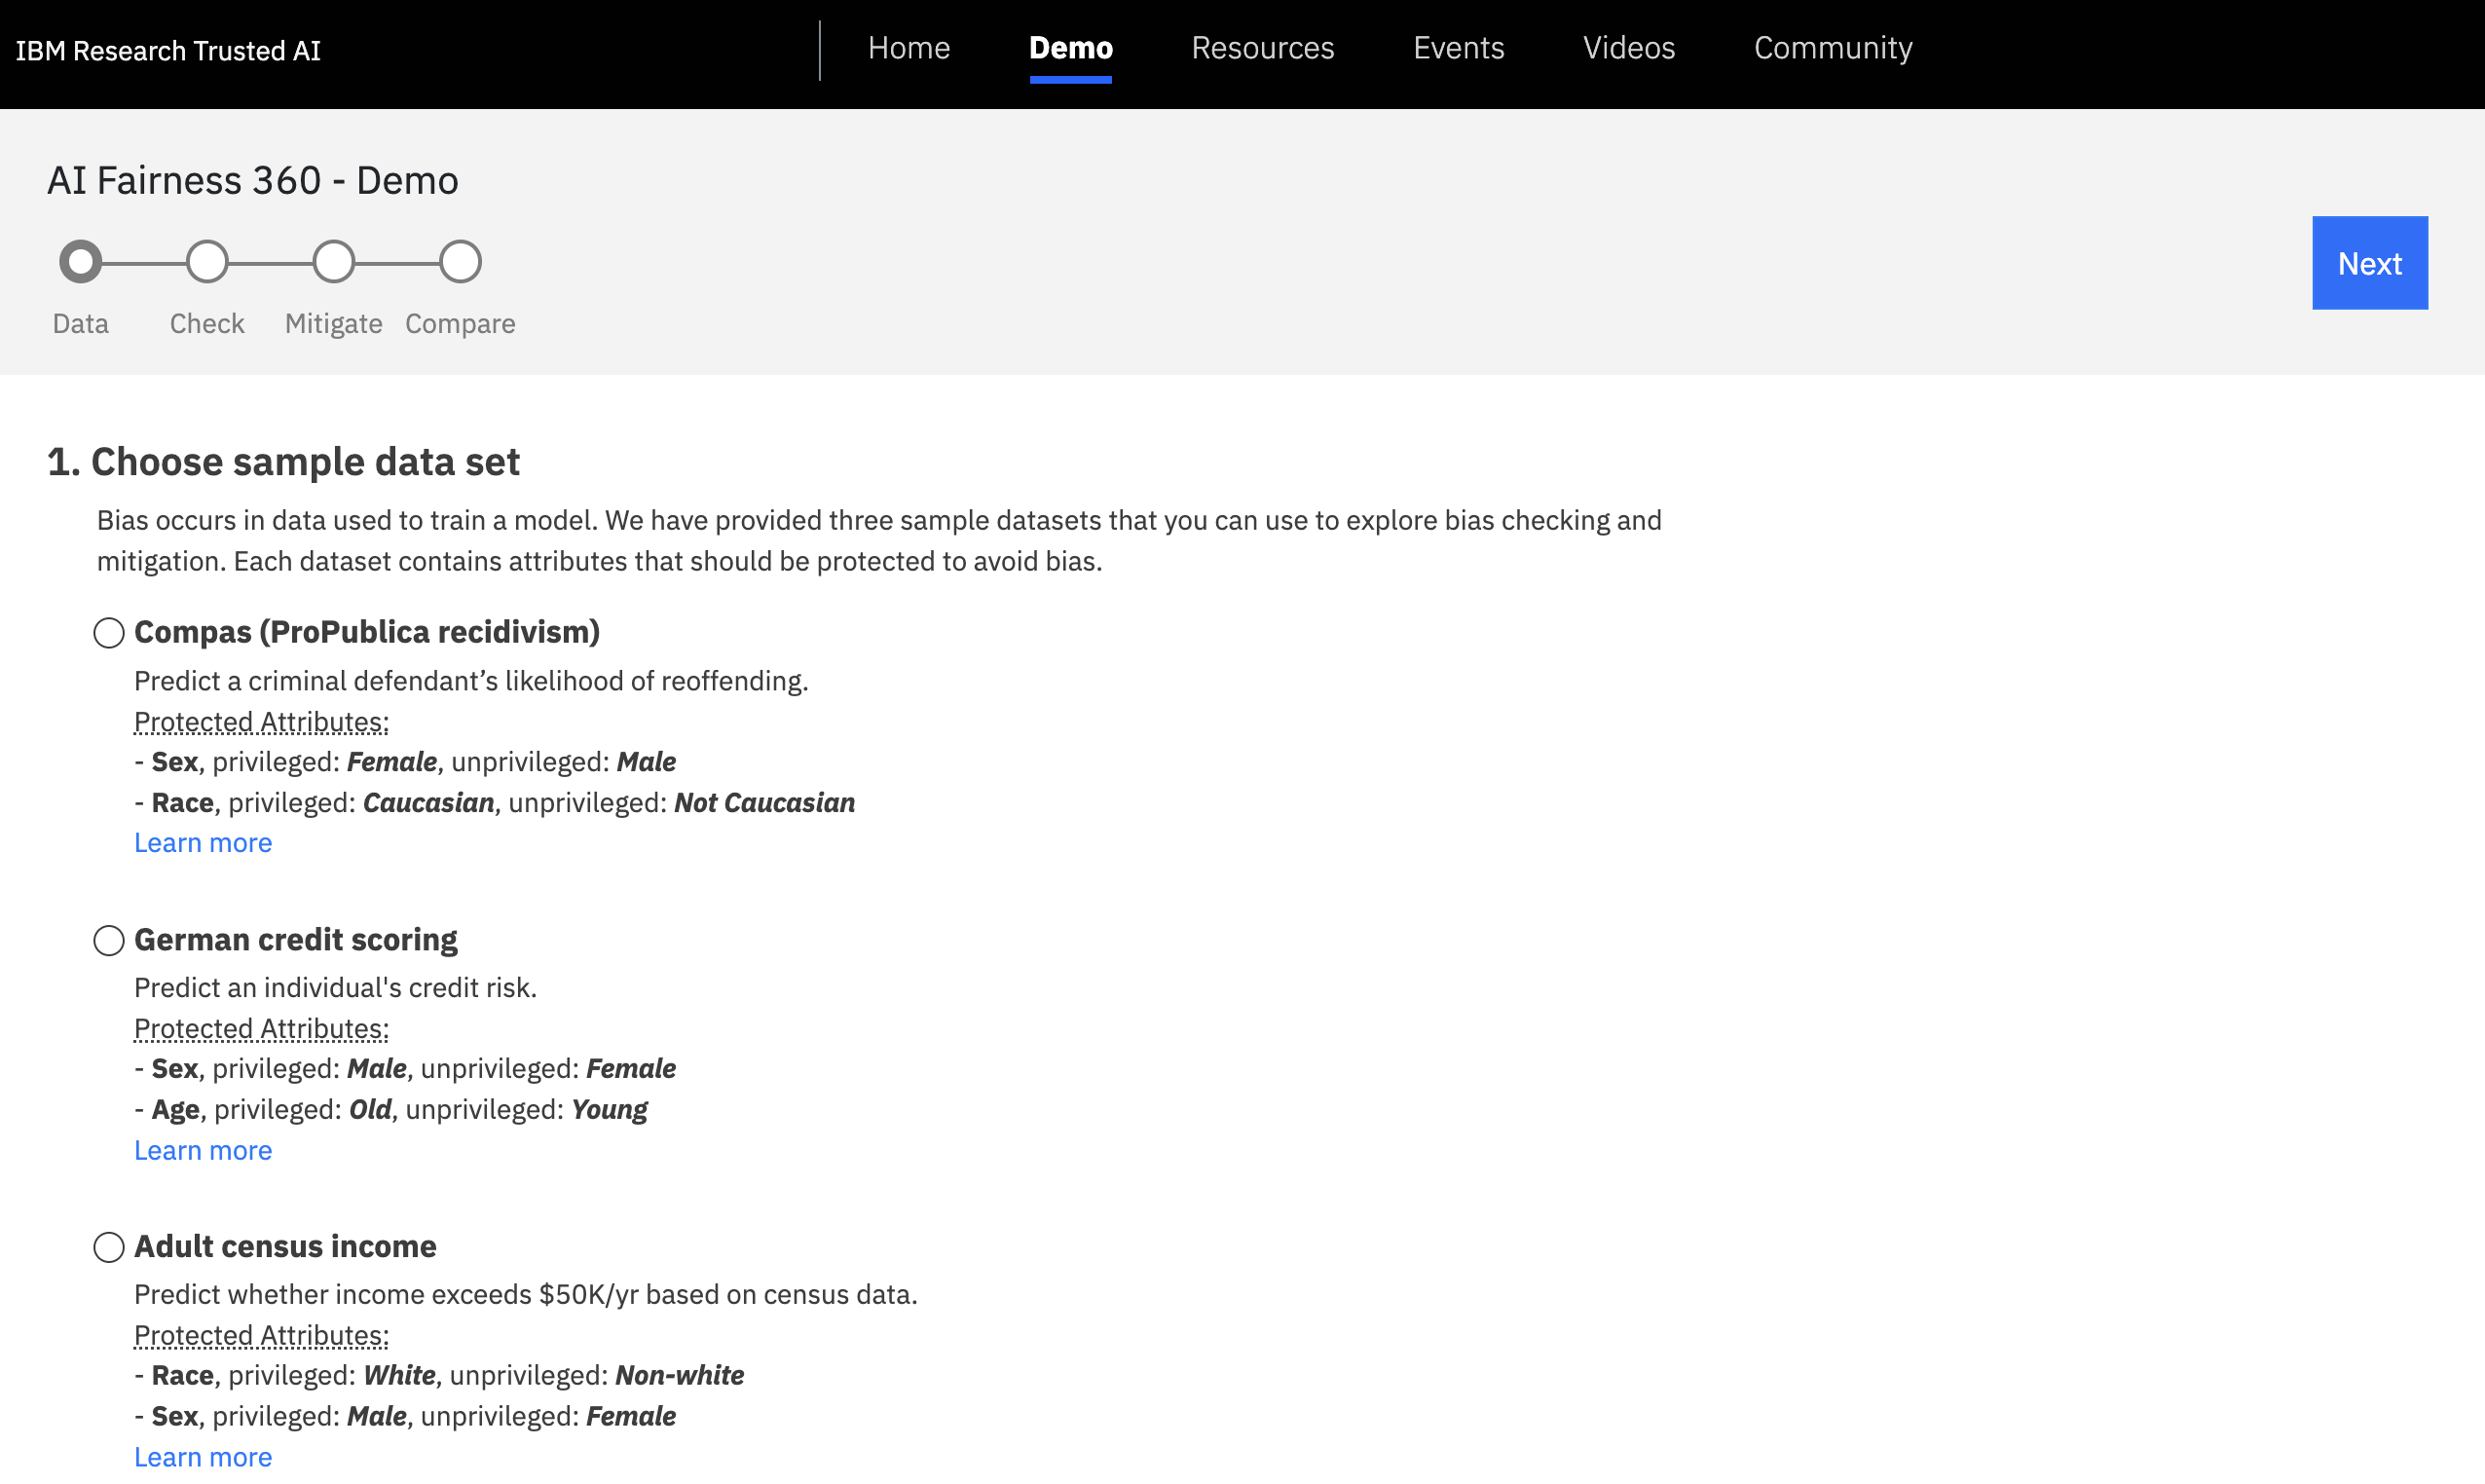 IBM Research Trusted AI
Home
Demo
Resources
Events
Videos
Community
AI Fairness 360 - Demo
Data
Check
Mitigate
Compare
Next
1. Choose sample data set
Bias occurs in data used to train a model. We have provided three sample datasets that you can use to explore bias checking and
mitigation. Each dataset contains attributes that should be protected to avoid bias.
Compas (ProPublica recidivism)
Predict a criminal defendant’s likelihood of reoffending.
Protected Attributes:
- Sex, privileged: Female, unprivileged: Male
- Race, privileged: Caucasian, unprivileged: Not Caucasian
Learn more
German credit scoring
Predict an individual's credit risk.
Protected Attributes:
- Sex, privileged: Male, unprivileged: Female
- Age, privileged: Old, unprivileged: Young
Learn more
Adult census income
Predict whether income exceeds $50K/yr based on census data.
Protected Attributes:
- Race, privileged: White, unprivileged: Non-white
- Sex, privileged: Male, unprivileged: Female
Learn more